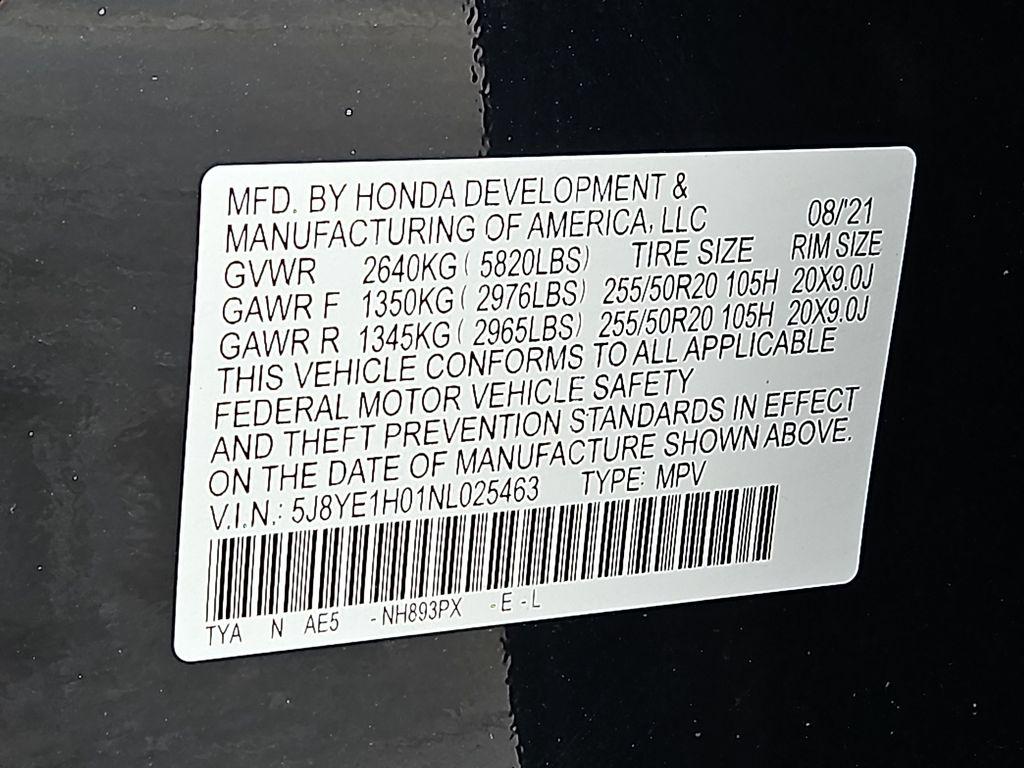 MFD. BY HONDA DEVELOPMENT &
MANUFACTURING OF AMERICA, LLC 08/'21
GVWR 2640KG ( 5820LBS) TIRE SIZE RIM SIZE
GAWR F 1350KG ( 2976LBS) 255/50R20 105H 20X9.0J
GAWR R 1345KG ( 2965LBS) 255/50R20 105H 20X9.0J
THIS VEHICLE CONFORMS TO ALL APPLICABLE
FEDERAL MOTOR VEHICLE SAFETY
AND THEFT PREVENTION STANDARDS IN EFFECT
ON THE DATE OF MANUFACTURE SHOWN ABOVE.
V.I.N.: 5J8YE1H01NL025463 TYPE: MPV
TYA N AE5 -NH893PX -E -L